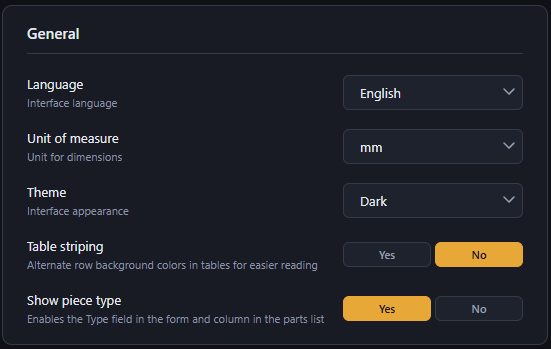 General
Language
Interface language
English
Unit of measure
Unit for dimensions
mm
Theme
Interface appearance
Dark
Table striping
Alternate row background colors in tables for easier reading
Yes
No
Show piece type
Enables the Type field in the form and column in the parts list
Yes
No